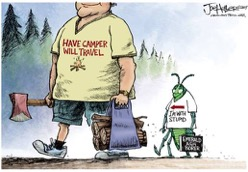 HAVE CAMPER
WILL TRAVEL.
I'M WITH
STUPID
EMERALD
ASH
BORER